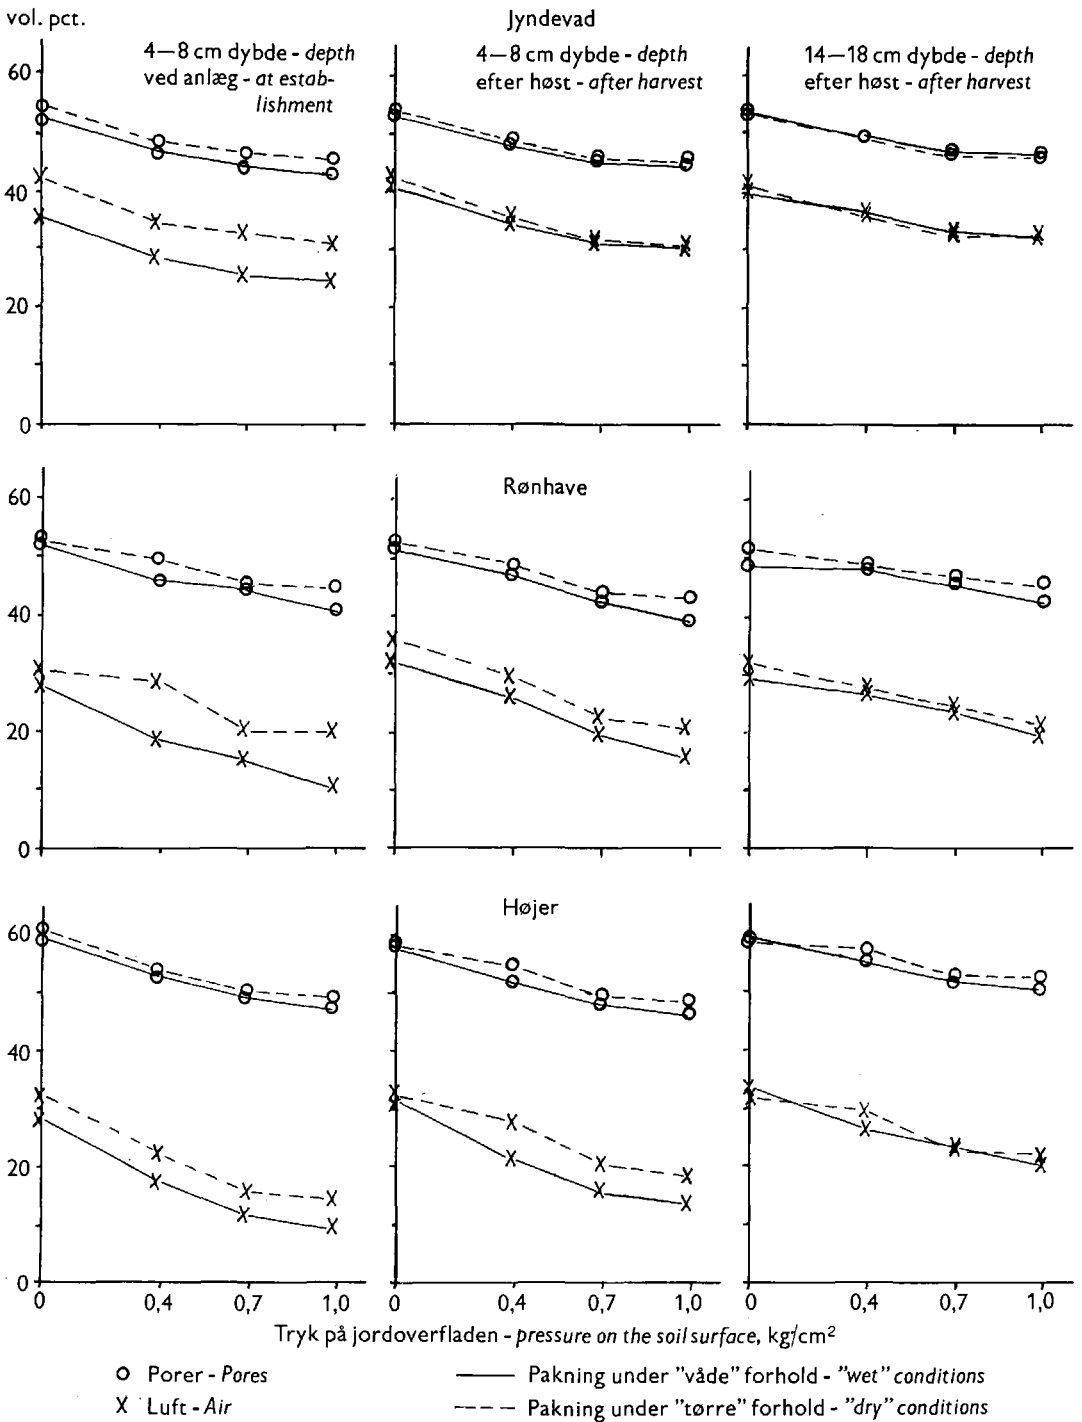 vol. pct.
Jyndevad
4—8 cm dybde - depth
ved anlæg - at estab-
lishment
4—8 cm dybde - depth
efter høst - after harvest
14—18 cm dybde - depth
efter høst - after harvest
60
40
20
0
Rønhave
60
40
20
0
Højer
60
40
20
0
0 0,4 0,7 1,0
0 0,4 0,7 1,0
0 0,4 0,7 1,0
Tryk på jordoverfladen - pressure on the soil surface, kg/cm²
o Porer - Pores
x Luft - Air
Pakning under "våde" forhold - "wet" conditions
Pakning under "tørre" forhold - "dry" conditions